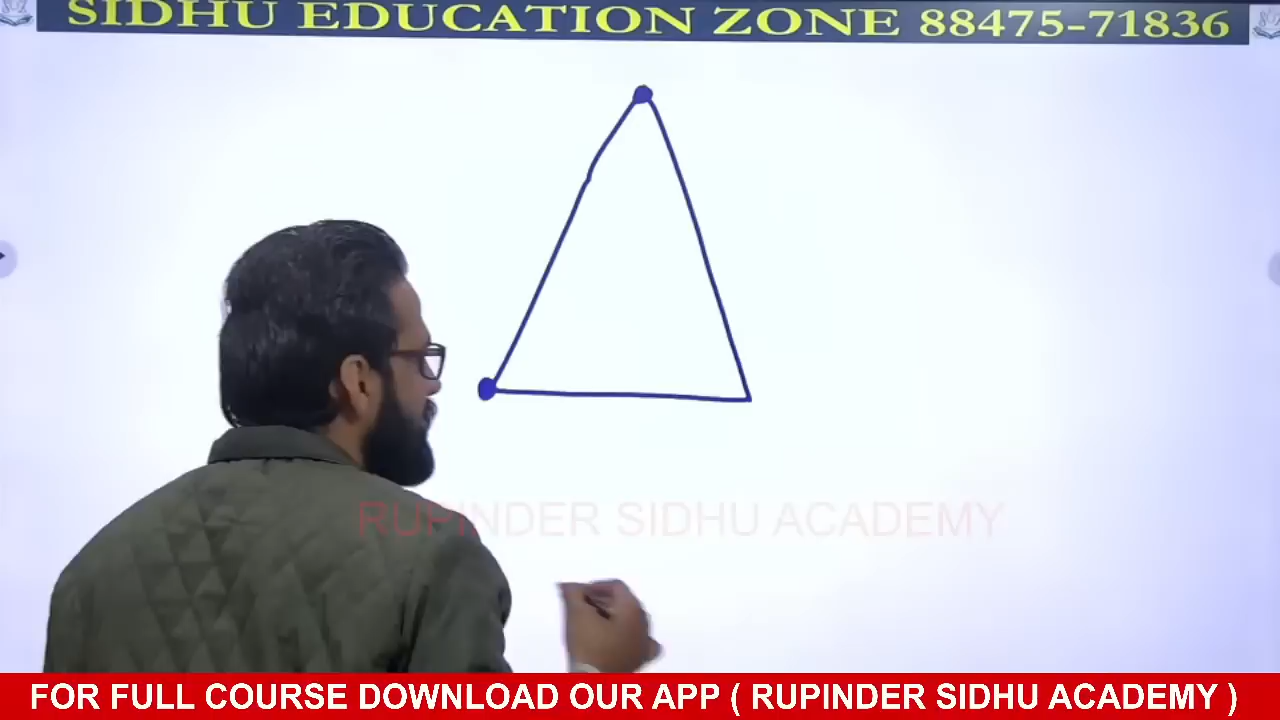 SIDHU EDUCATION ZONE 88475-71836
RUPINDER SIDHU ACADEMY
FOR FULL COURSE DOWNLOAD OUR APP ( RUPINDER SIDHU ACADEMY )